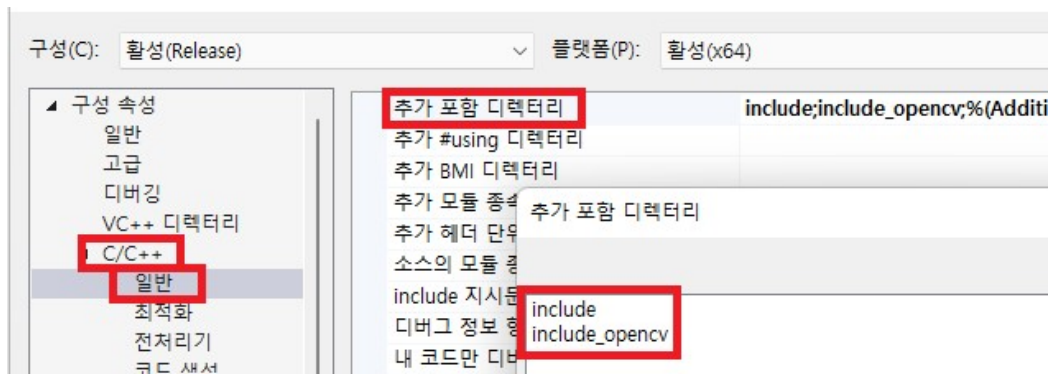 구성(C): 활성(Release) 플랫폼(P): 활성(x64)
구성 속성
일반
고급
디버깅
VC++ 디렉터리
C/C++
일반
최적화
전처리기
코드 생성
추가 포함 디렉터리 include;include_opencv;%(Additi
추가 #using 디렉터리
추가 BMI 디렉터리
추가 모듈 종속
추가 헤더 단위
소스의 모듈 종
include 지시문
디버그 정보 형
내 코드만 디버
추가 포함 디렉터리
include
include_opencv